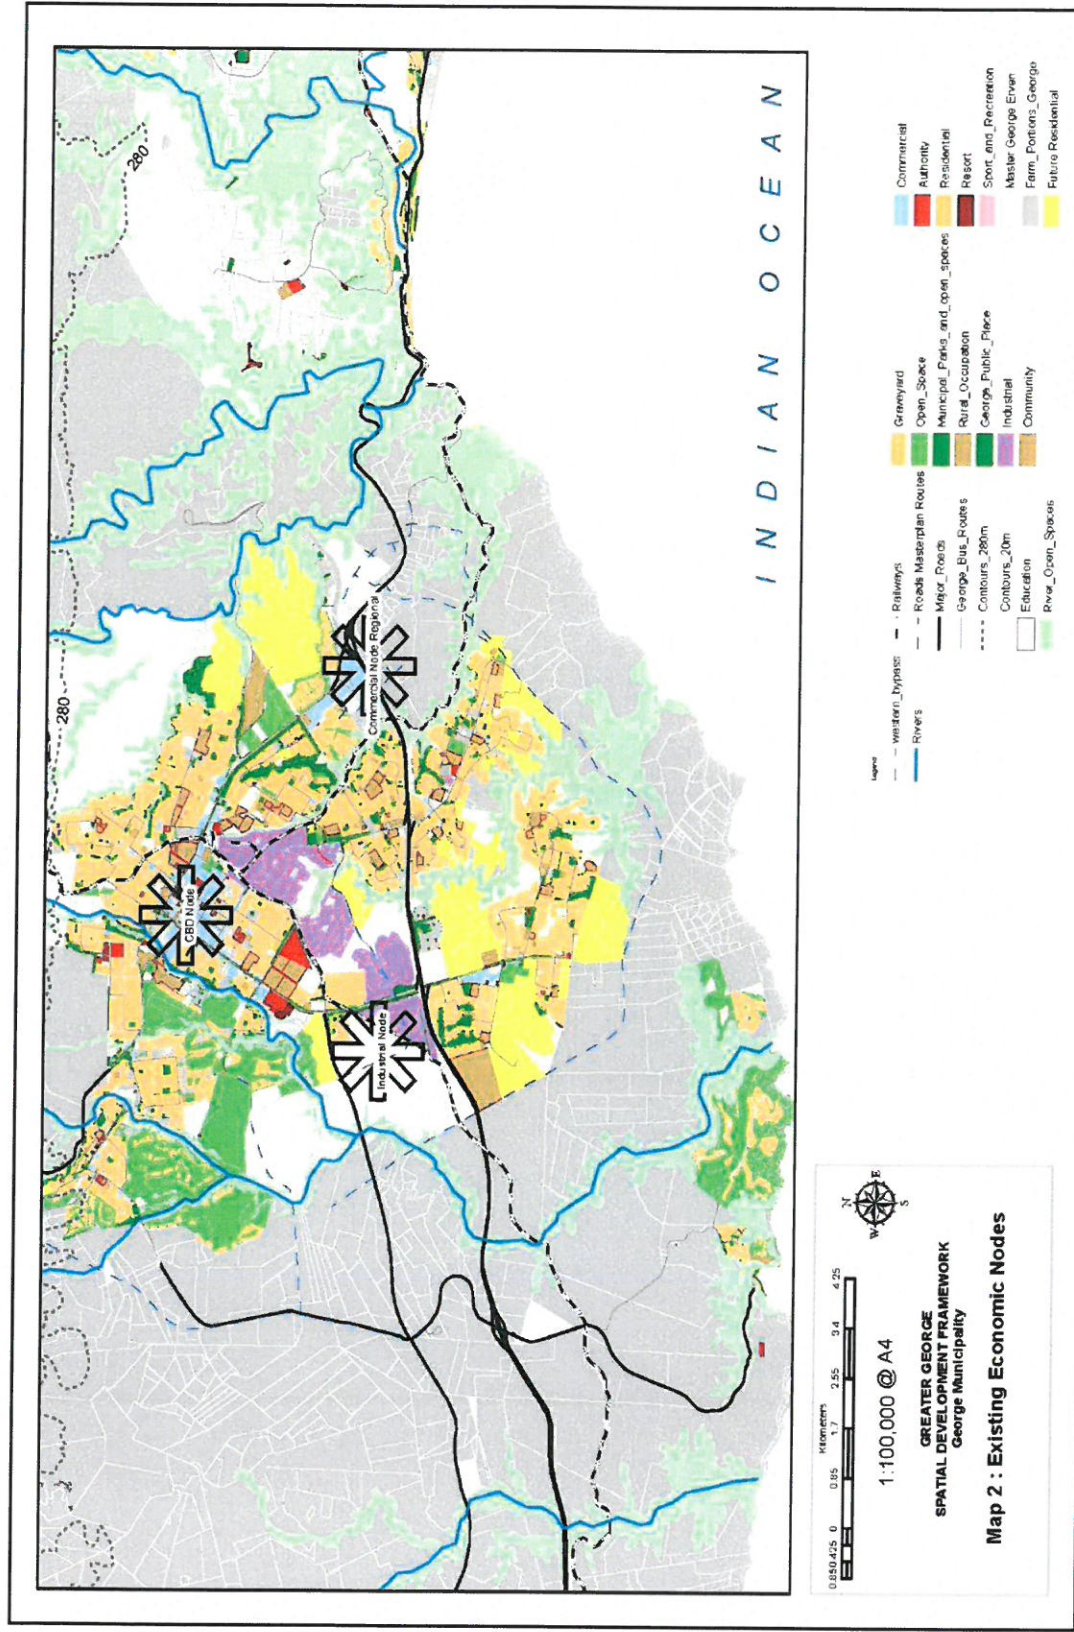 280
280
CBD Node
Industrial Node
Commercial Node Regional
INDIAN OCEAN
Kilometers
0.85 0.425 0 0.85 1.7 2.55 3.4 4.25
N
W E
S
1:100,000 @ A4
GREATER GEORGE
SPATIAL DEVELOPMENT FRAMEWORK
George Municipality
Map 2 : Existing Economic Nodes
Legend
western_bypass
Rivers
Railways
Roads Masterplan Routes
Major_Roads
George_Bus_Routes
Contours_280m
Contours_20m
Education
River_Open_Spaces
Graveyard
Open_Space
Municipal_Parks_and_open_spaces
Rural_Occupation
George_Public_Place
Industrial
Community
Commercial
Authority
Residential
Resort
Sport_and_Recreation
Master George Erven
Farm_Portions_George
Future Residential